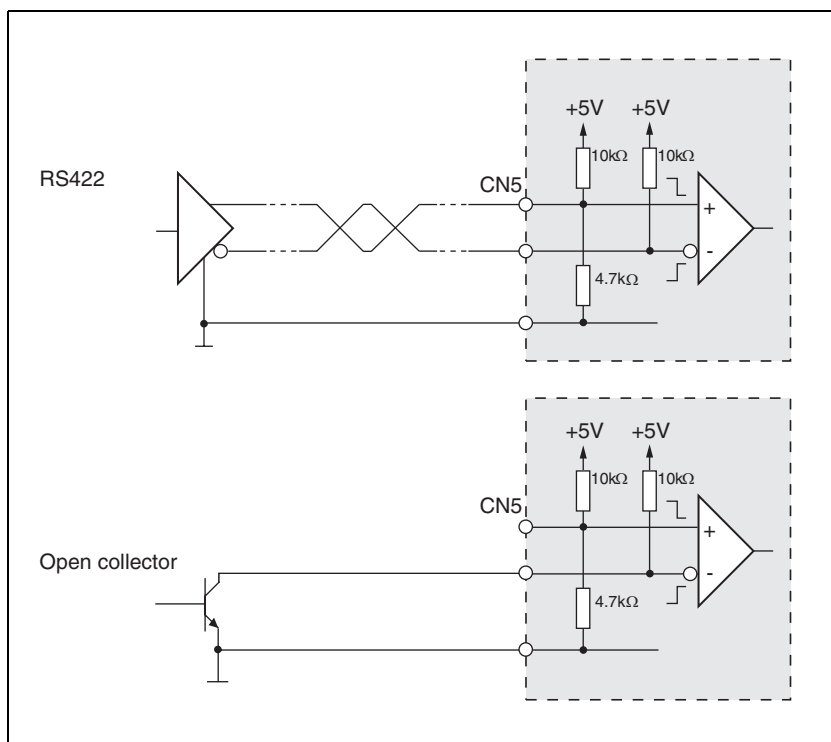 +5V +5V
10kΩ 10kΩ
RS422
CN5
+
-
4.7kΩ
+5V +5V
10kΩ 10kΩ
CN5
+
Open collector
-
4.7kΩ